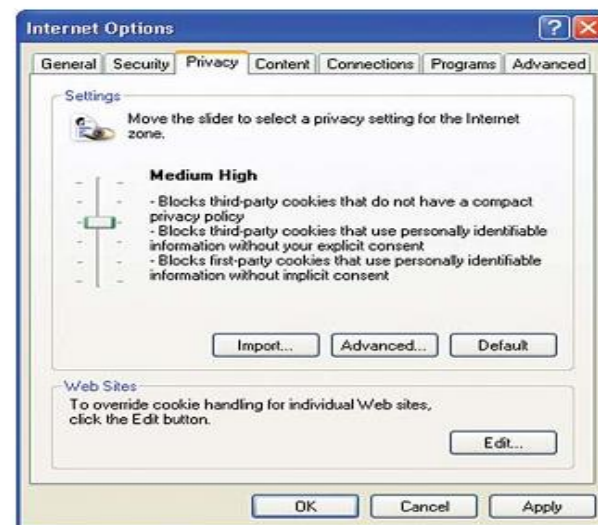 Internet Options
General Security Privacy Content Connections Programs Advanced
Settings
Move the slider to select a privacy setting for the Internet
zone.
Medium High
- Blocks third-party cookies that do not have a compact
privacy policy
- Blocks third-party cookies that use personally identifiable
information without your explicit consent
- Blocks first-party cookies that use personally identifiable
information without implicit consent
Import... Advanced... Default
Web Sites
To override cookie handling for individual Web sites,
click the Edit button.
Edit...
OK Cancel Apply